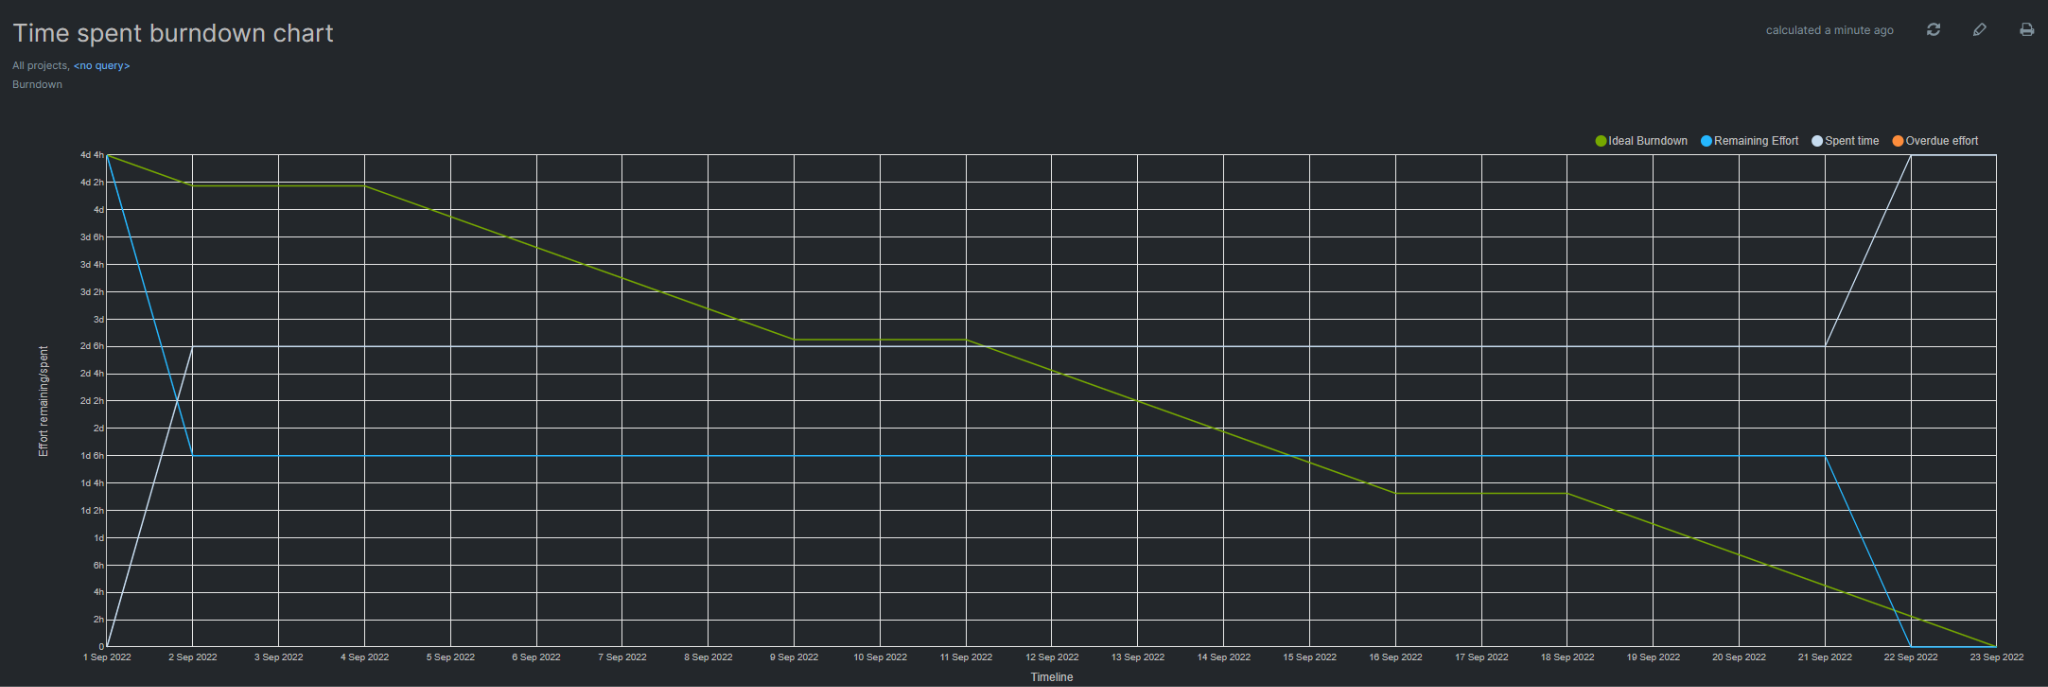 Time spent burndown chart
calculated a minute ago
All projects, <no query>
Burndown
Ideal Burndown Remaining Effort Spent time Overdue effort
4d 4h
4d 2h
4d
3d 6h
3d 4h
3d 2h
3d
2d 6h
2d 4h
2d 2h
2d
1d 6h
1d 4h
1d 2h
1d
6h
4h
2h
0
Effort remaining/spent
1 Sep 2022 2 Sep 2022 3 Sep 2022 4 Sep 2022 5 Sep 2022 6 Sep 2022 7 Sep 2022 8 Sep 2022 9 Sep 2022 10 Sep 2022 11 Sep 2022 12 Sep 2022 13 Sep 2022 14 Sep 2022 15 Sep 2022 16 Sep 2022 17 Sep 2022 18 Sep 2022 19 Sep 2022 20 Sep 2022 21 Sep 2022 22 Sep 2022 23 Sep 2022
Timeline